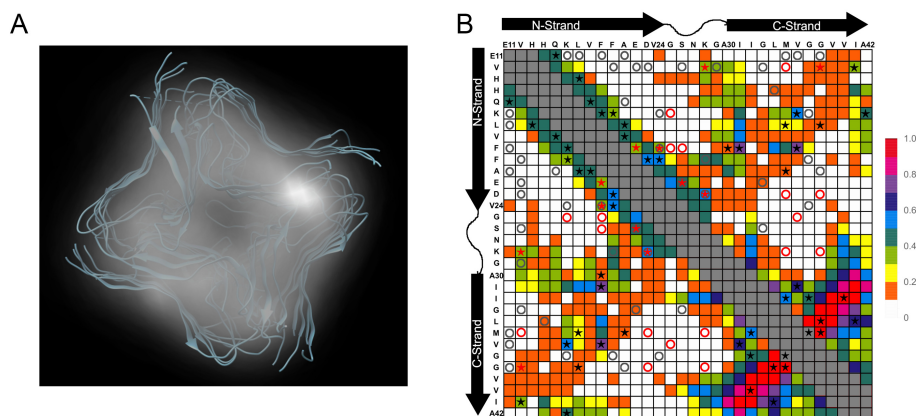 A
B
N-Strand
C-Strand
E11 V H H Q K L V F F A E D V24 G S N K G A30 I I G L M V G G V V I A42
N-Strand
C-Strand
E11
V
H
H
Q
K
L
V
F
F
A
E
D
V24
G
S
N
K
G
A30
I
I
G
L
M
V
G
G
V
V
I
A42
1.0
0.8
0.6
0.4
0.2
0